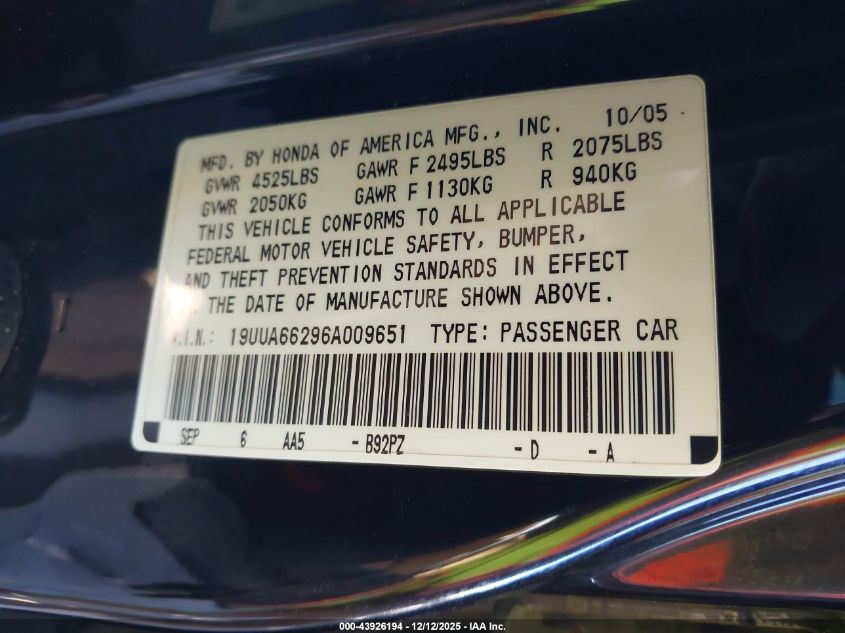 MFD. BY HONDA OF AMERICA MFG., INC. 10/05
GVWR 4525LBS GAWR F 2495LBS R 2075LBS
GVWR 2050KG GAWR F 1130KG R 940KG
THIS VEHICLE CONFORMS TO ALL APPLICABLE
FEDERAL MOTOR VEHICLE SAFETY, BUMPER,
AND THEFT PREVENTION STANDARDS IN EFFECT
THE DATE OF MANUFACTURE SHOWN ABOVE.
V.I.N.: 19UUA66296A009651 TYPE: PASSENGER CAR
SEP 6 AA5 - B92PZ - D - A
000-43926194 - 12/12/2025 - IAA Inc.